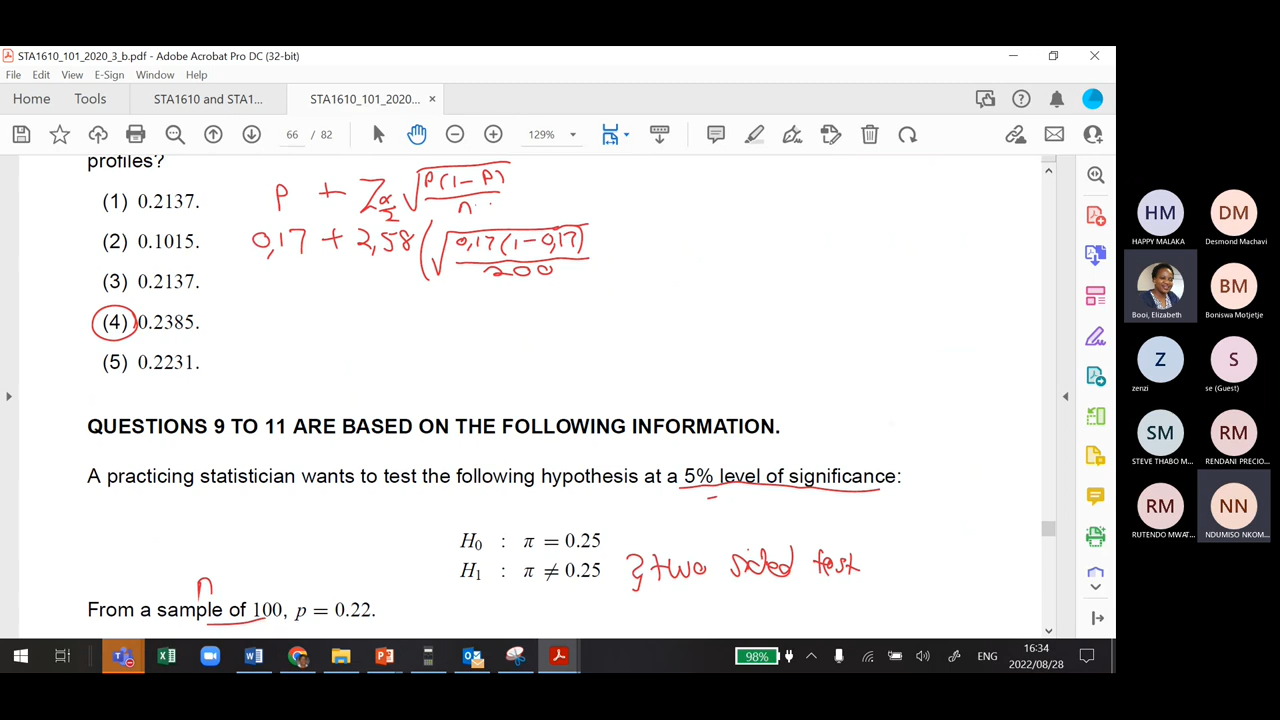 STA1610_101_2020_3_b.pdf - Adobe Acrobat Pro DC (32-bit)
File Edit View E-Sign Window Help
Home Tools STA1610 and STA1... STA1610_101_2020... ×
66 / 82 129%
profiles?
(1) 0.2137.
(2) 0.1015.
(3) 0.2137.
(4) 0.2385.
(5) 0.2231.
p + Z α/2 √ p(1-p) / n
0,17 + 2,58 ( √ 0,17(1-0,17) / 200
QUESTIONS 9 TO 11 ARE BASED ON THE FOLLOWING INFORMATION.
A practicing statistician wants to test the following hypothesis at a 5% level of significance:
H0 : π = 0.25
H1 : π ≠ 0.25
} two sided test
n
From a sample of 100, p = 0.22.
HM
HAPPY MALAKA
DM
Desmond Machavi
Booi, Elizabeth
BM
Boniswa Motjetje
Z
zenzi
S
se (Guest)
SM
STEVE THABO M...
RM
RENDANI PRECIO...
RM
RUTENDO MWAT...
NN
NDUMISO NKOM...
98% ENG 16:34
2022/08/28